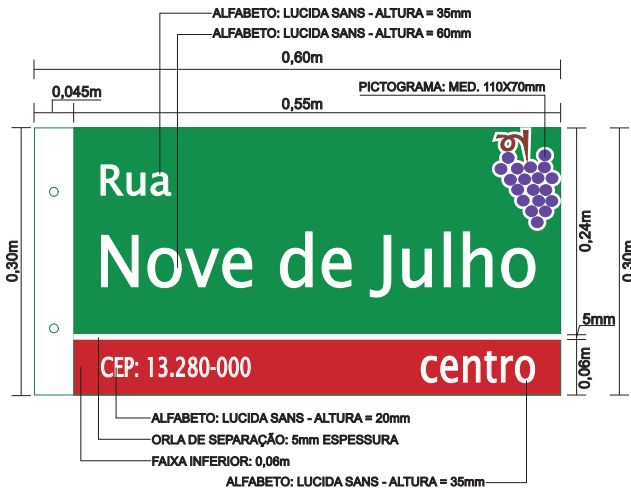 ALFABETO: LUCIDA SANS - ALTURA = 35mm
ALFABETO: LUCIDA SANS - ALTURA = 60mm
0,60m
0,045m
0,55m
PICTOGRAMA: MED. 110X70mm
Rua
Nove de Julho
0,30m
0,24m
0,30m
5mm
CEP: 13.280-000
centro
0,06m
ALFABETO: LUCIDA SANS - ALTURA = 20mm
ORLA DE SEPARAÇÃO: 5mm ESPESSURA
FAIXA INFERIOR: 0,06m
ALFABETO: LUCIDA SANS - ALTURA = 35mm